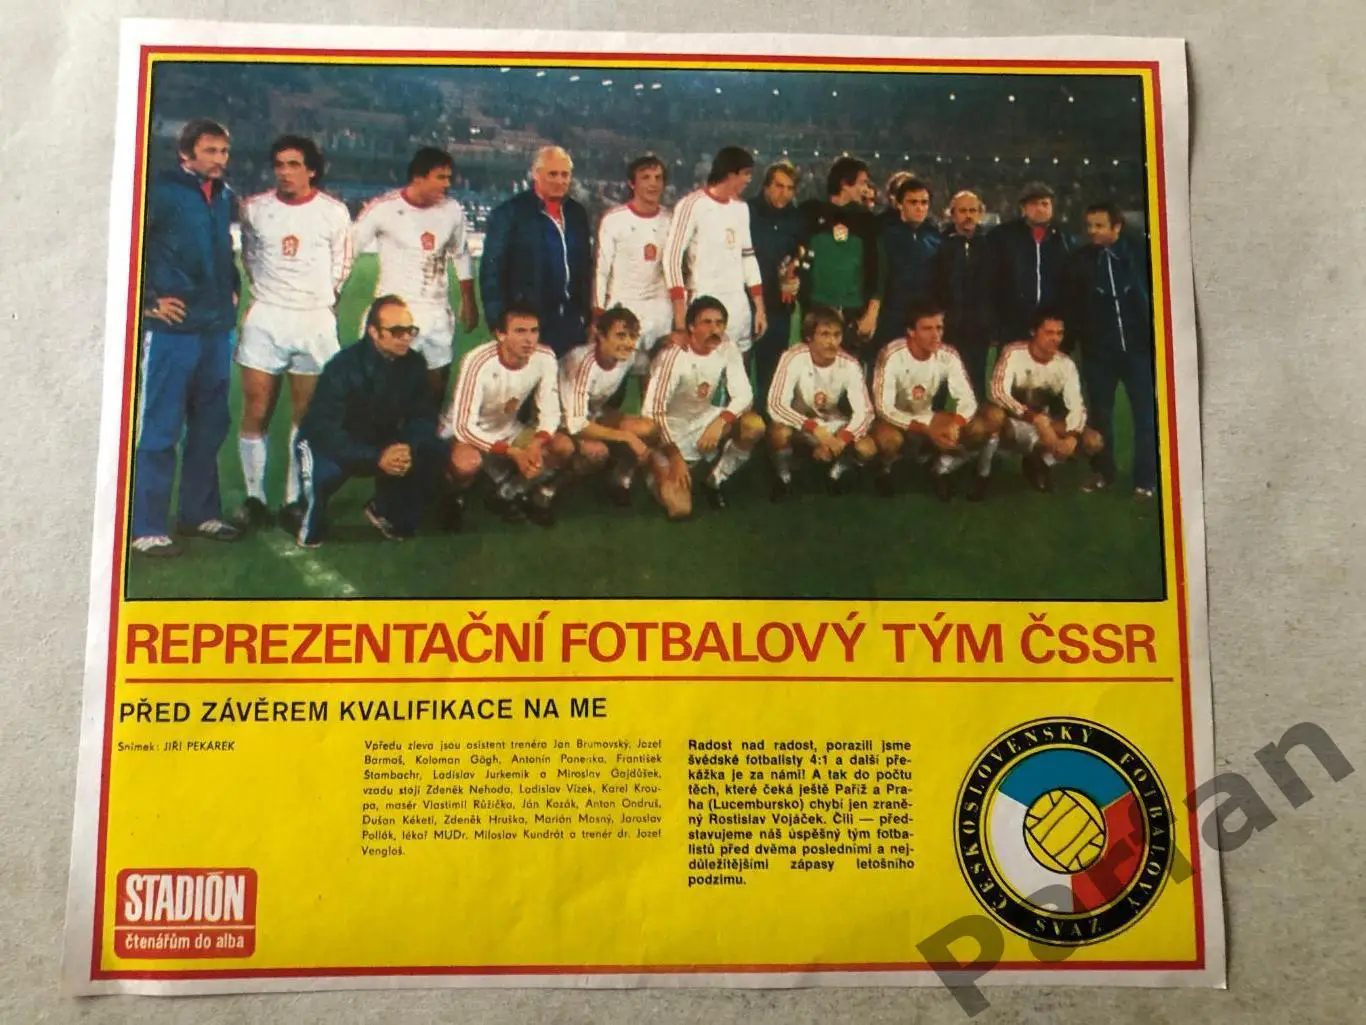 REPREZENTAČNÍ FOTBALOVÝ TÝM ČSSR
PŘED ZÁVĚREM KVALIFIKACE NA ME
Snímek: JIŘÍ PEKÁREK
Vpředu zleva jsou asistent trenéra Jan Brumovský, Jozef
Barmoš, Koloman Gögh, Antonín Panenka, František
Štambachr, Ladislav Jurkemik a Miroslav Gajdůšek,
vzadu stojí Zdeněk Nehoda, Ladislav Vízek, Karel Krou-
pa, masér Vlastimil Růžička, Ján Kozák, Anton Ondruš,
Dušan Kéketi, Zdeněk Hruška, Marián Masný, Jaroslav
Pollák, lékař MUDr. Miloslav Kundrát a trenér dr. Jozef
Vengloš.
Radost nad radost, porazili jsme
švédské fotbalisty 4:1 a další pře-
kážka je za námi! A tak do počtu
těch, které čeká ještě Paříž a Pra-
ha (Lucembursko) chybí jen zraně-
ný Rostislav Vojáček. Čili — před-
stavujeme náš úspěšný tým fotba-
listů před dvěma posledními a nej-
důležitějšími zápasy letošního
podzimu.
ČESKOSLOVENSKÝ FOTBALOVÝ
SVAZ
STADIÓN
čtenářům do alba
Partan